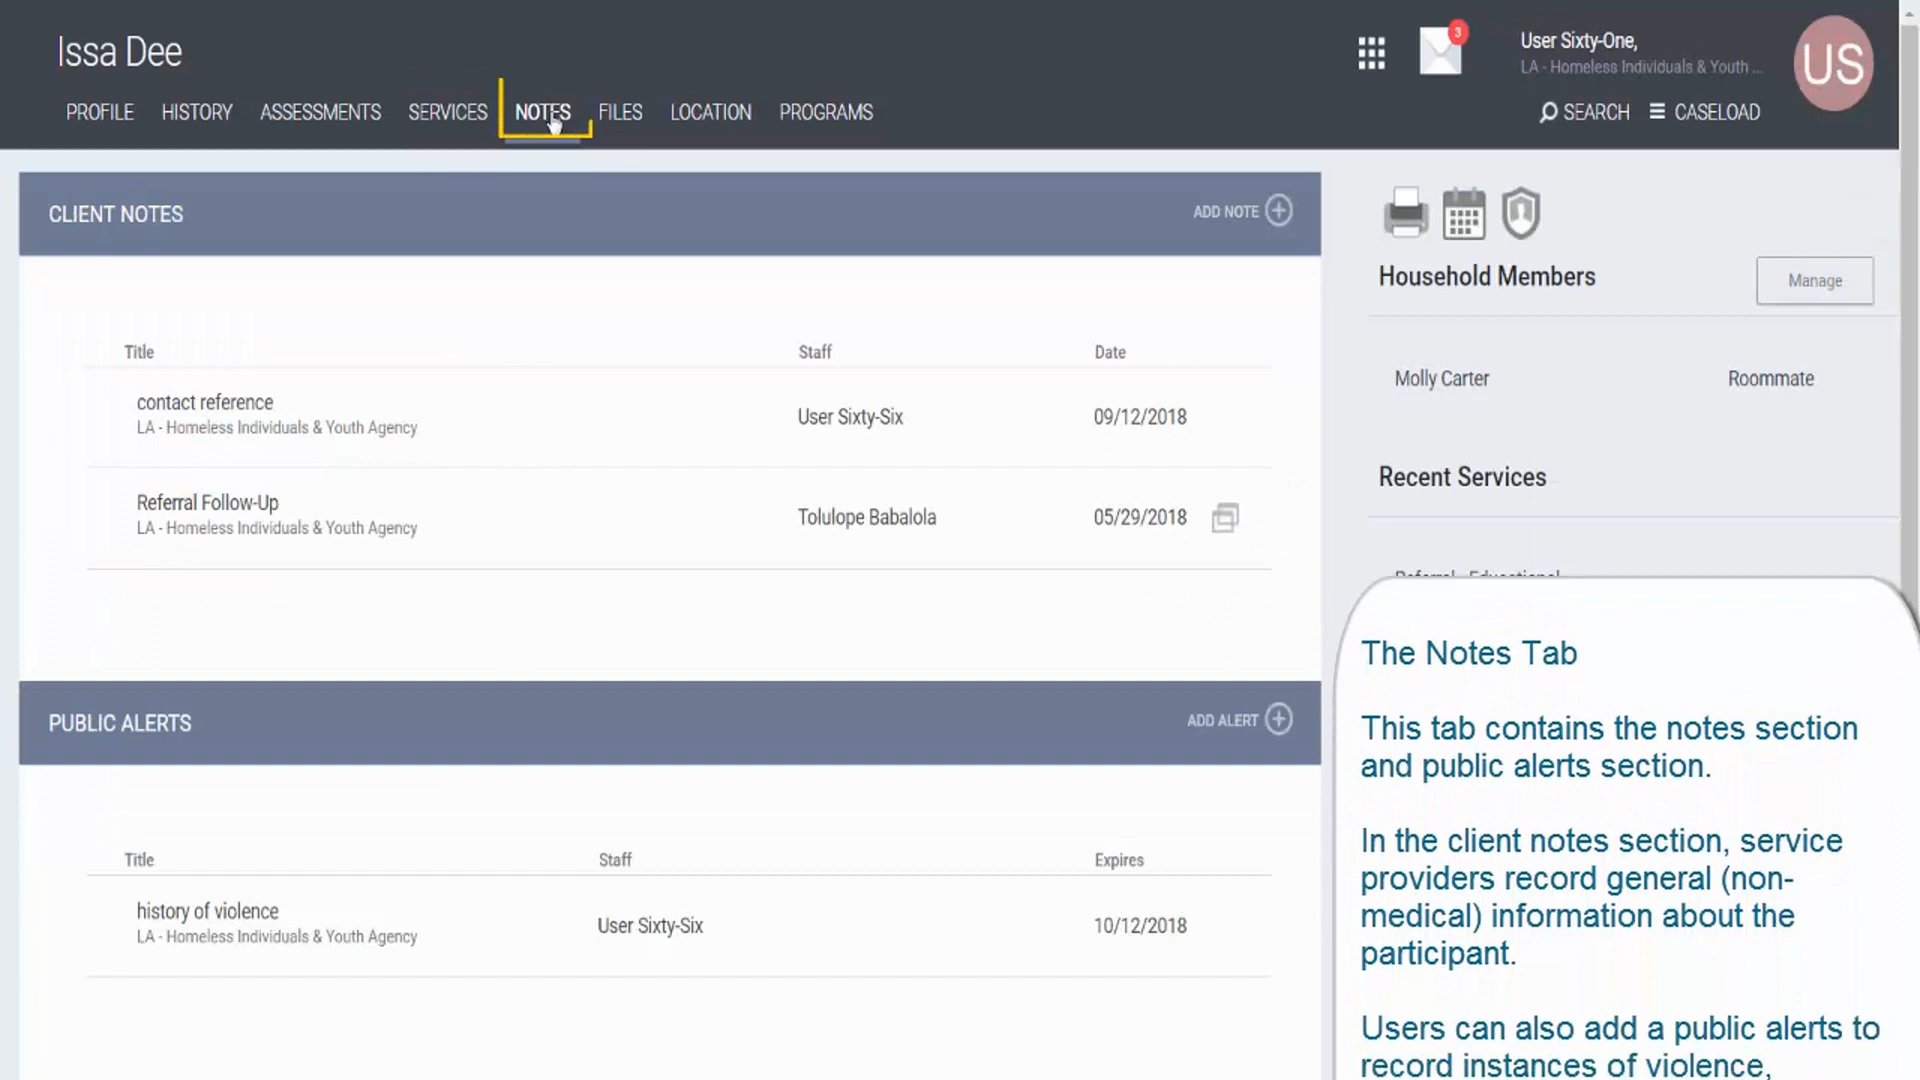 Issa Dee
3
User Sixty-One,
LA - Homeless Individuals & Youth ...
US
PROFILE HISTORY ASSESSMENTS SERVICES NOTES FILES LOCATION PROGRAMS
SEARCH CASELOAD
CLIENT NOTES
ADD NOTE
Title Staff Date
contact reference
LA - Homeless Individuals & Youth Agency
User Sixty-Six
09/12/2018
Referral Follow-Up
LA - Homeless Individuals & Youth Agency
Tolulope Babalola
05/29/2018
PUBLIC ALERTS
ADD ALERT
Title Staff Expires
history of violence
LA - Homeless Individuals & Youth Agency
User Sixty-Six
10/12/2018
Household Members
Manage
Molly Carter Roommate
Recent Services
Referral - Educational
The Notes Tab
This tab contains the notes section
and public alerts section.
In the client notes section, service
providers record general (non-
medical) information about the
participant.
Users can also add a public alerts to
record instances of violence,